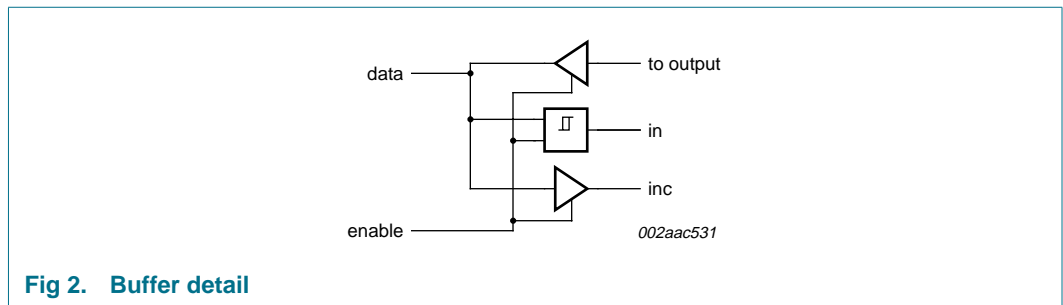 data
to output
in
inc
enable
002aac531
Fig 2. Buffer detail